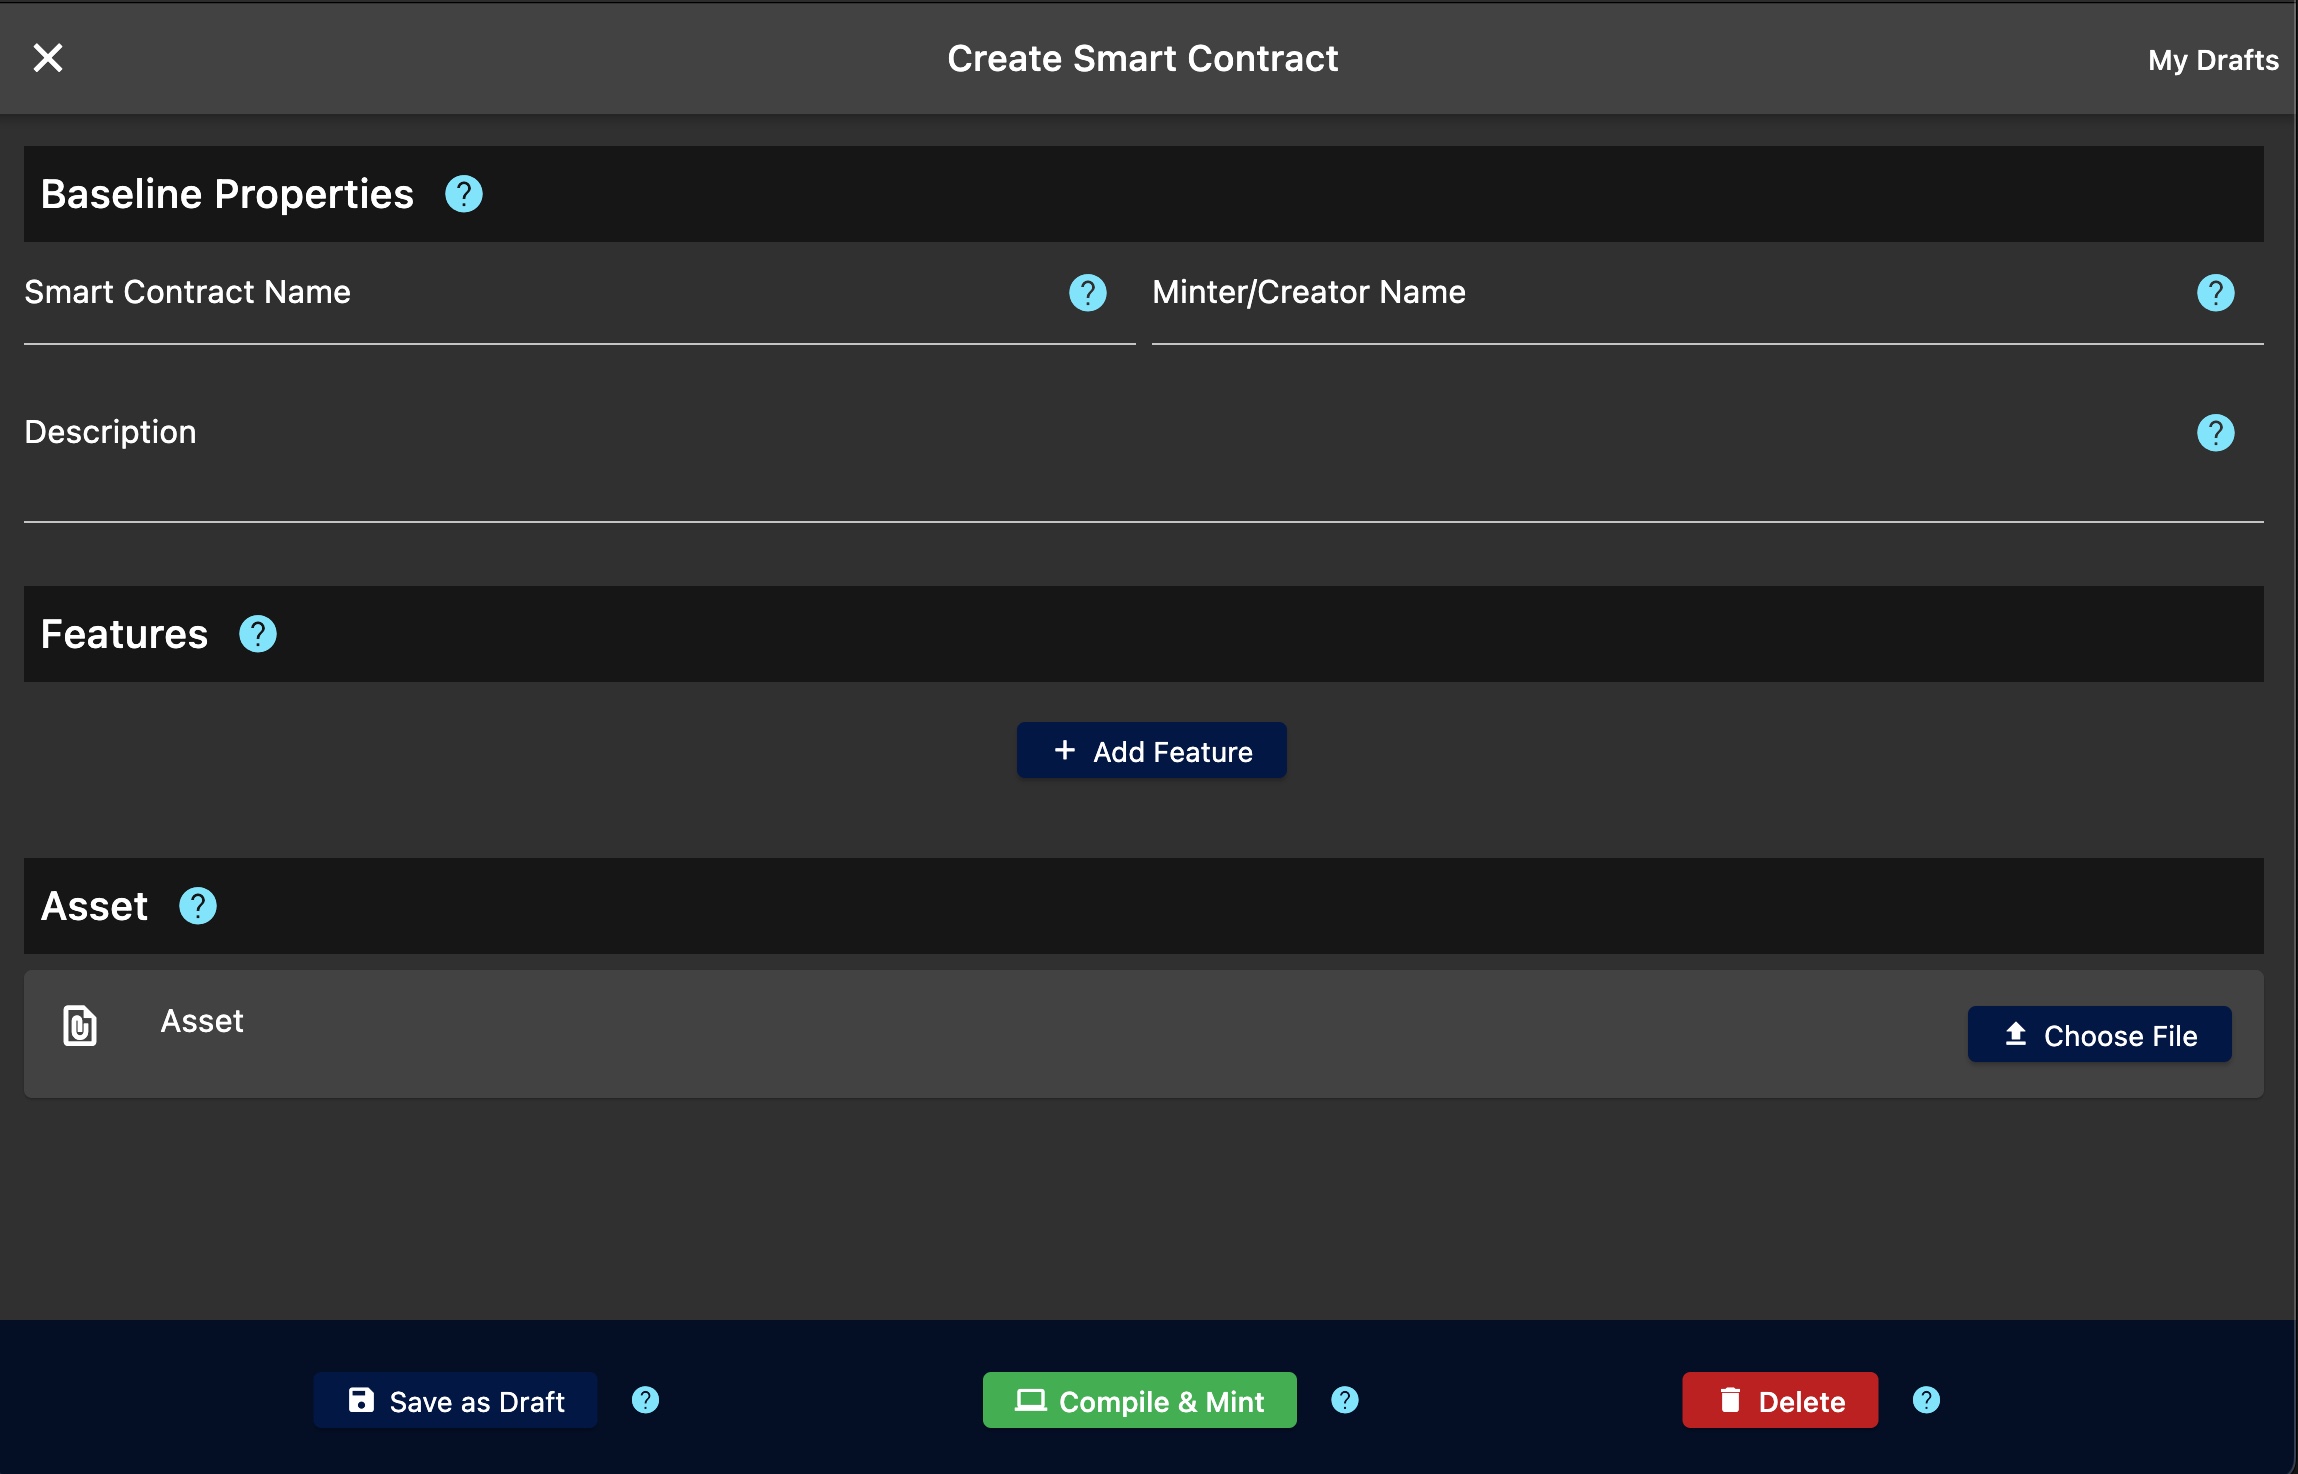 Create Smart Contract
My Drafts
Baseline Properties ?
Smart Contract Name ?
Minter/Creator Name ?
Description ?
Features ?
+ Add Feature
Asset ?
Asset
Choose File
Save as Draft ?
Compile & Mint ?
Delete ?